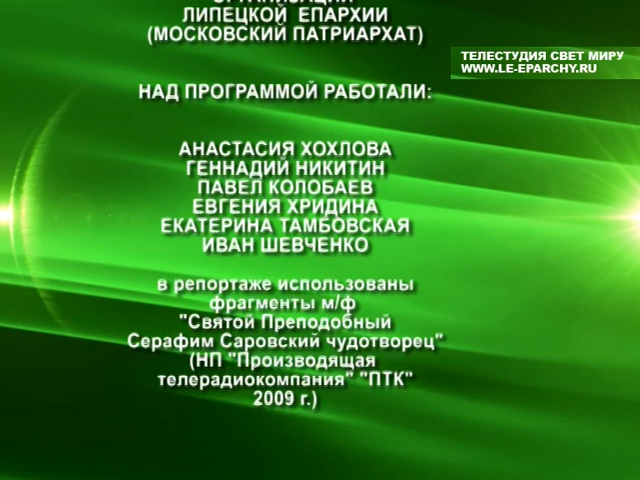 ЛИПЕЦКОЙ ЕПАРХИИ
(МОСКОВСКИЙ ПАТРИАРХАТ)
ТЕЛЕСТУДИЯ СВЕТ МИРУ
WWW.LE-EPARCHY.RU
НАД ПРОГРАММОЙ РАБОТАЛИ:
АНАСТАСИЯ ХОХЛОВА
ГЕННАДИЙ НИКИТИН
ПАВЕЛ КОЛОБАЕВ
ЕВГЕНИЯ ХРИДИНА
ЕКАТЕРИНА ТАМБОВСКАЯ
ИВАН ШЕВЧЕНКО
в репортаже использованы
фрагменты м/ф
"Святой Преподобный
Серафим Саровский чудотворец"
(НП "Производящая
телерадиокомпания" "ПТК"
2009 г.)